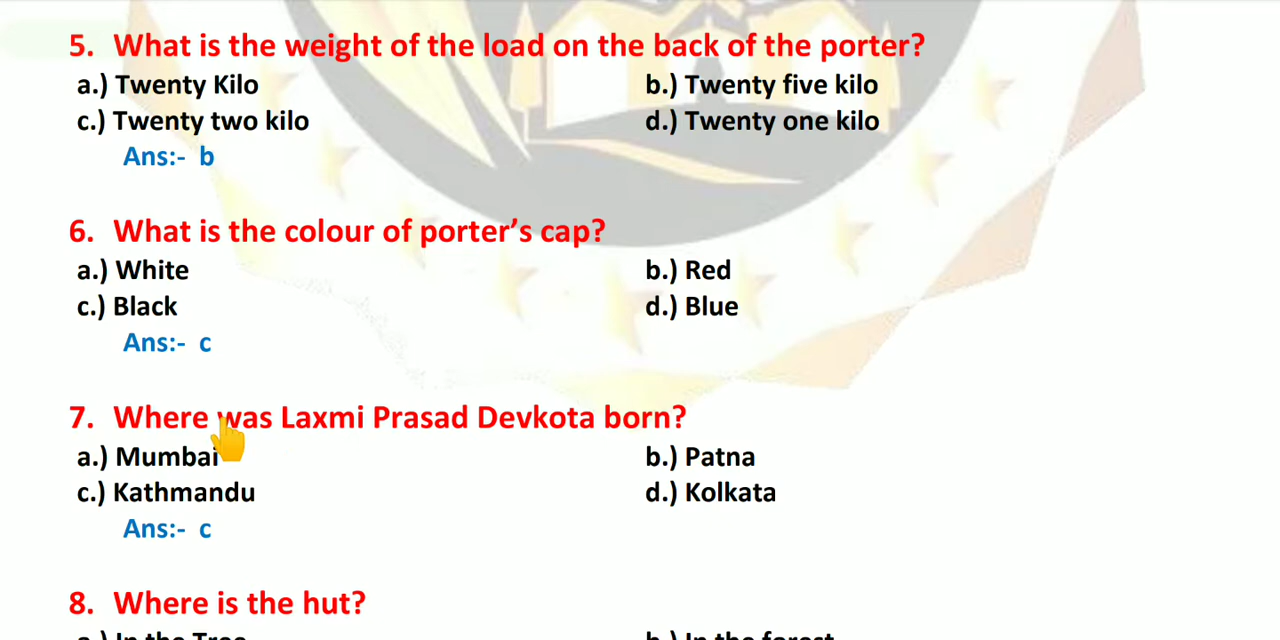 5. What is the weight of the load on the back of the porter?
a.) Twenty Kilo b.) Twenty five kilo
c.) Twenty two kilo d.) Twenty one kilo
Ans:- b
6. What is the colour of porter’s cap?
a.) White b.) Red
c.) Black d.) Blue
Ans:- c
7. Where was Laxmi Prasad Devkota born?
a.) Mumbai b.) Patna
c.) Kathmandu d.) Kolkata
Ans:- c
8. Where is the hut?
a.) In the Tree b.) In the forest